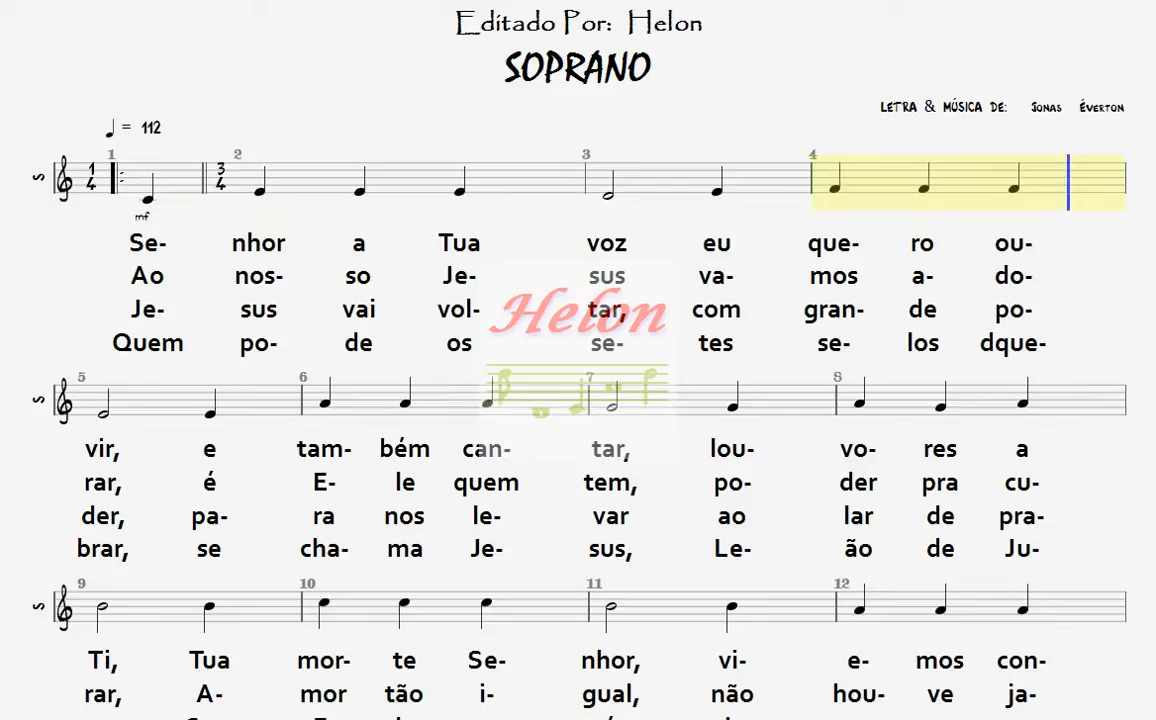 Editado Por: Helon
SOPRANO
LETRA & MÚSICA DE: Jonas Éverton
= 112
1 2 3 4
S
1 4 3 4
mf
Se- nhor a Tua voz eu que- ro ou-
Ao nos- so Je- sus va- mos a- do-
Je- sus vai vol- tar, com gran- de po-
Quem po- de os se- tes se- los dque-
Helon
5 6 7 8
S
vir, e tam- bém can- tar, lou- vo- res a
rar, é E- le quem tem, po- der pra cu-
der, pa- ra nos le- var ao lar de pra-
brar, se cha- ma Je- sus, Le- ão de Ju-
9 10 11 12
S
Ti, Tua mor- te Se- nhor, vi- e- mos con-
rar, A- mor tão i- gual, não hou- ve ja-